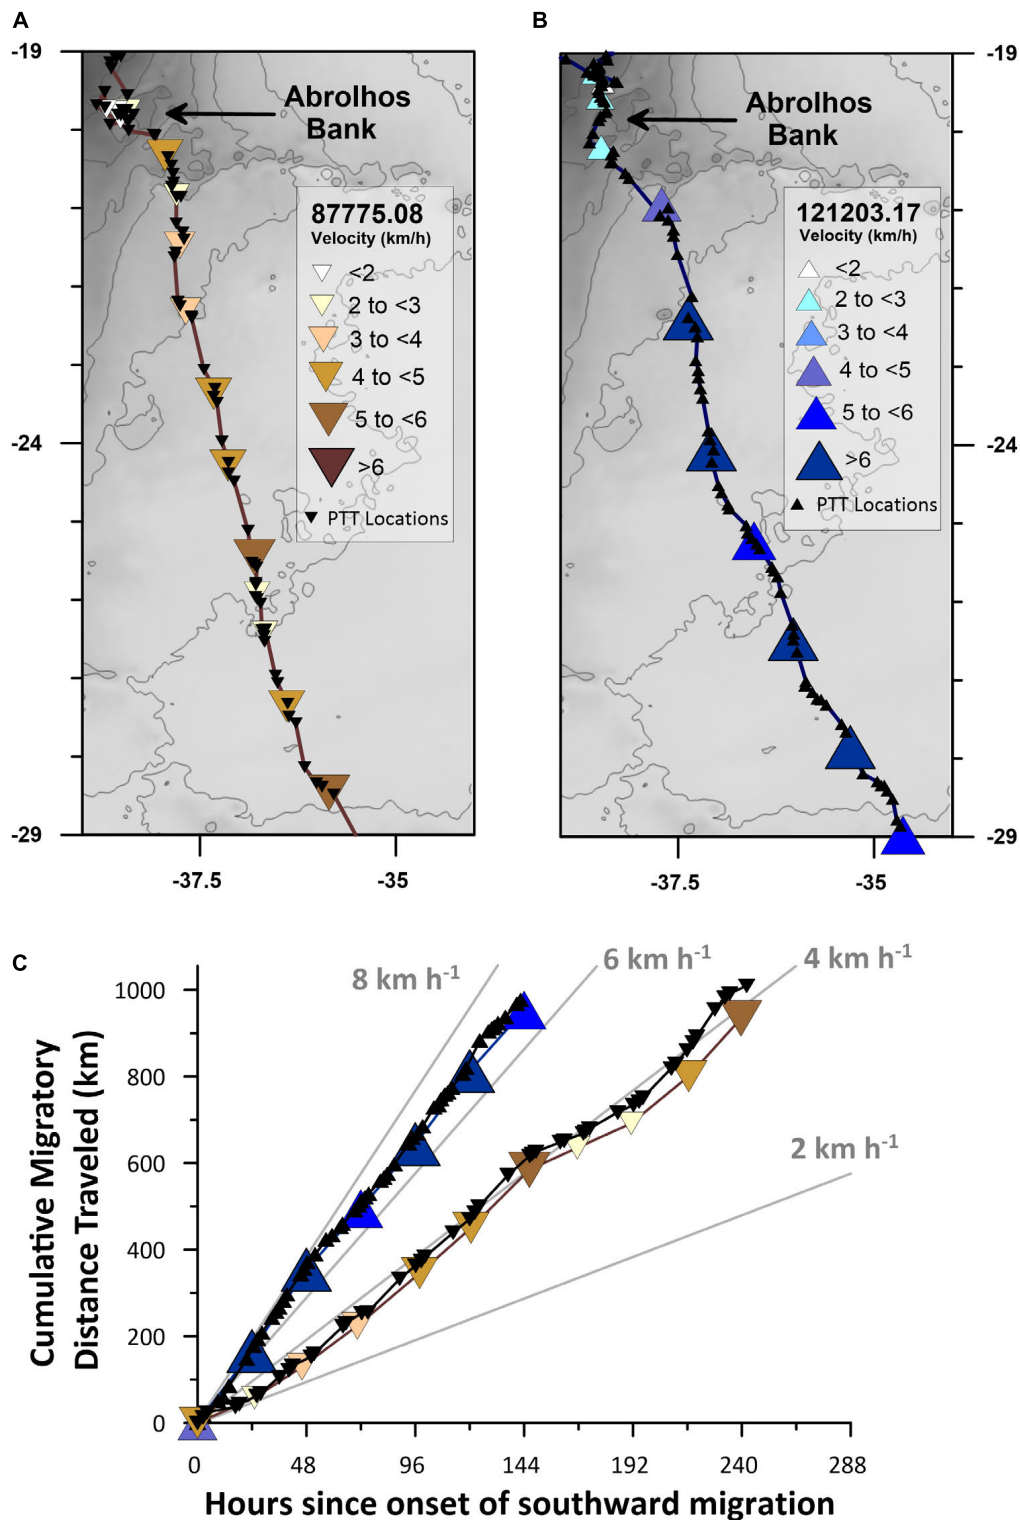 A
-19
Abrolhos
Bank
87775.08
Velocity (km/h)
<2
2 to <3
3 to <4
4 to <5
5 to <6
>6
PTT Locations
-24
-29
-37.5
-35
B
-19
Abrolhos
Bank
121203.17
Velocity (km/h)
<2
2 to <3
3 to <4
4 to <5
5 to <6
>6
PTT Locations
-24
-29
-37.5
-35
C
8 km h⁻¹
6 km h⁻¹
4 km h⁻¹
2 km h⁻¹
Cumulative Migratory
Distance Traveled (km)
1000
800
600
400
200
0
0 48 96 144 192 240 288
Hours since onset of southward migration